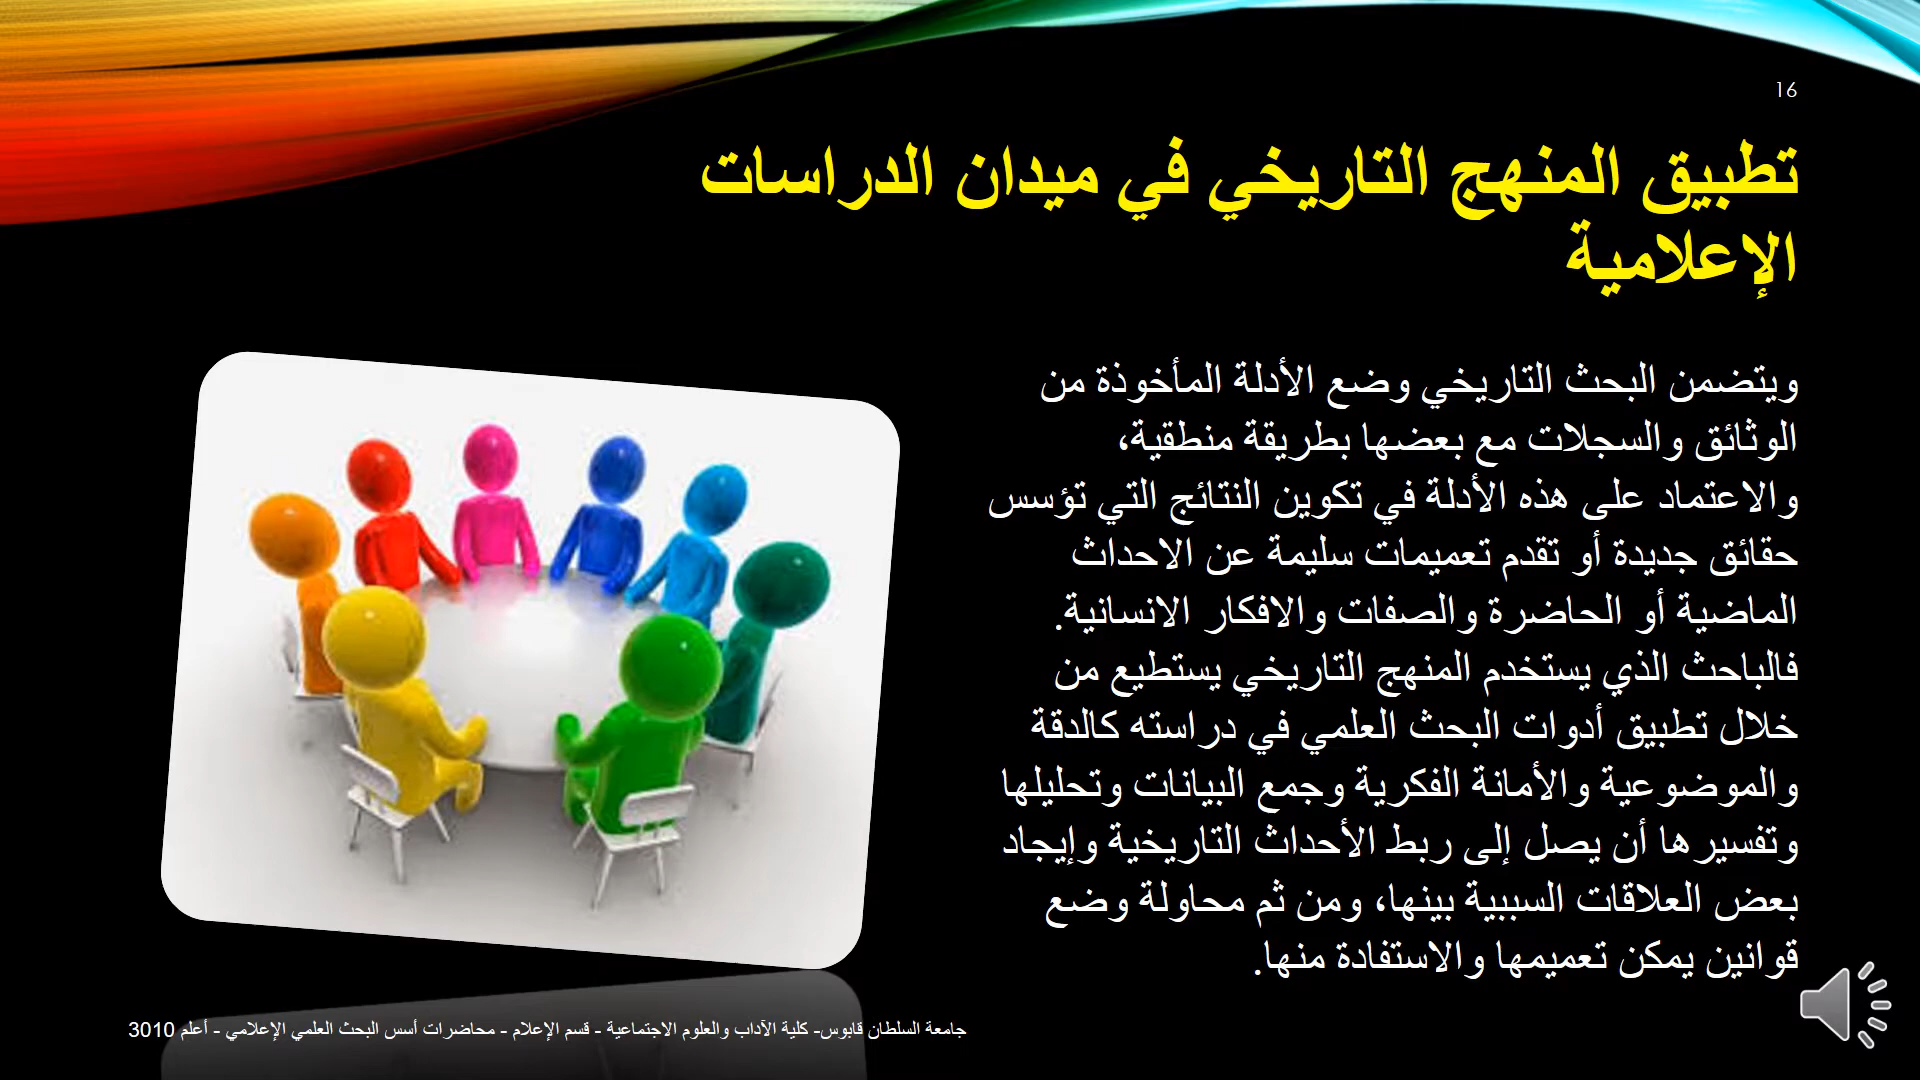 16
تطبيق المنهج التاريخي في ميدان الدراسات
الإعلامية
ويتضمن البحث التاريخي وضع الأدلة المأخوذة من
الوثائق والسجلات مع بعضها بطريقة منطقية،
والاعتماد على هذه الأدلة في تكوين النتائج التي تؤسس
حقائق جديدة أو تقدم تعميمات سليمة عن الاحداث
الماضية أو الحاضرة والصفات والافكار الانسانية.
فالباحث الذي يستخدم المنهج التاريخي يستطيع من
خلال تطبيق أدوات البحث العلمي في دراسته كالدقة
والموضوعية والأمانة الفكرية وجمع البيانات وتحليلها
وتفسيرها أن يصل إلى ربط الأحداث التاريخية وإيجاد
بعض العلاقات السببية بينها، ومن ثم محاولة وضع
قوانين يمكن تعميمها والاستفادة منها.
جامعة السلطان قابوس- كلية الآداب والعلوم الاجتماعية - قسم الإعلام - محاضرات أسس البحث العلمي الإعلامي - أعلم 3010